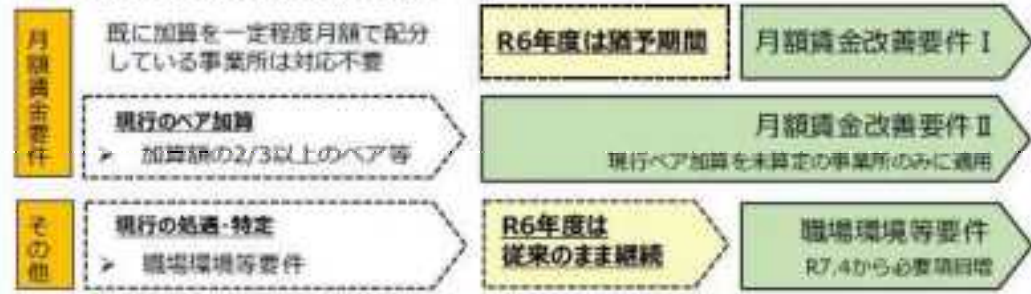 月額賃金要件
既に加算を一定程度月額で配分
している事業所は対応不要
R6年度は猶予期間
月額賃金改善要件Ⅰ
現行のベア加算
➢ 加算額の2/3以上のベア等
月額賃金改善要件Ⅱ
現行ベア加算を未算定の事業所のみに適用
その他
現行の処遇・特定
➢ 職場環境等要件
R6年度は
従来のまま継続
職場環境等要件
R7.4から必要項目増